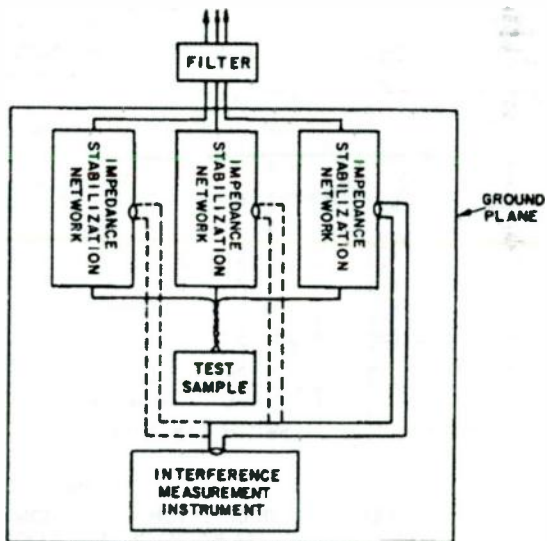 FILTER
IMPEDANCE
STABILIZATION
NETWORK
IMPEDANCE
STABILIZATION
NETWORK
IMPEDANCE
STABILIZATION
NETWORK
GROUND
PLANE
TEST
SAMPLE
INTERFERENCE
MEASUREMENT
INSTRUMENT